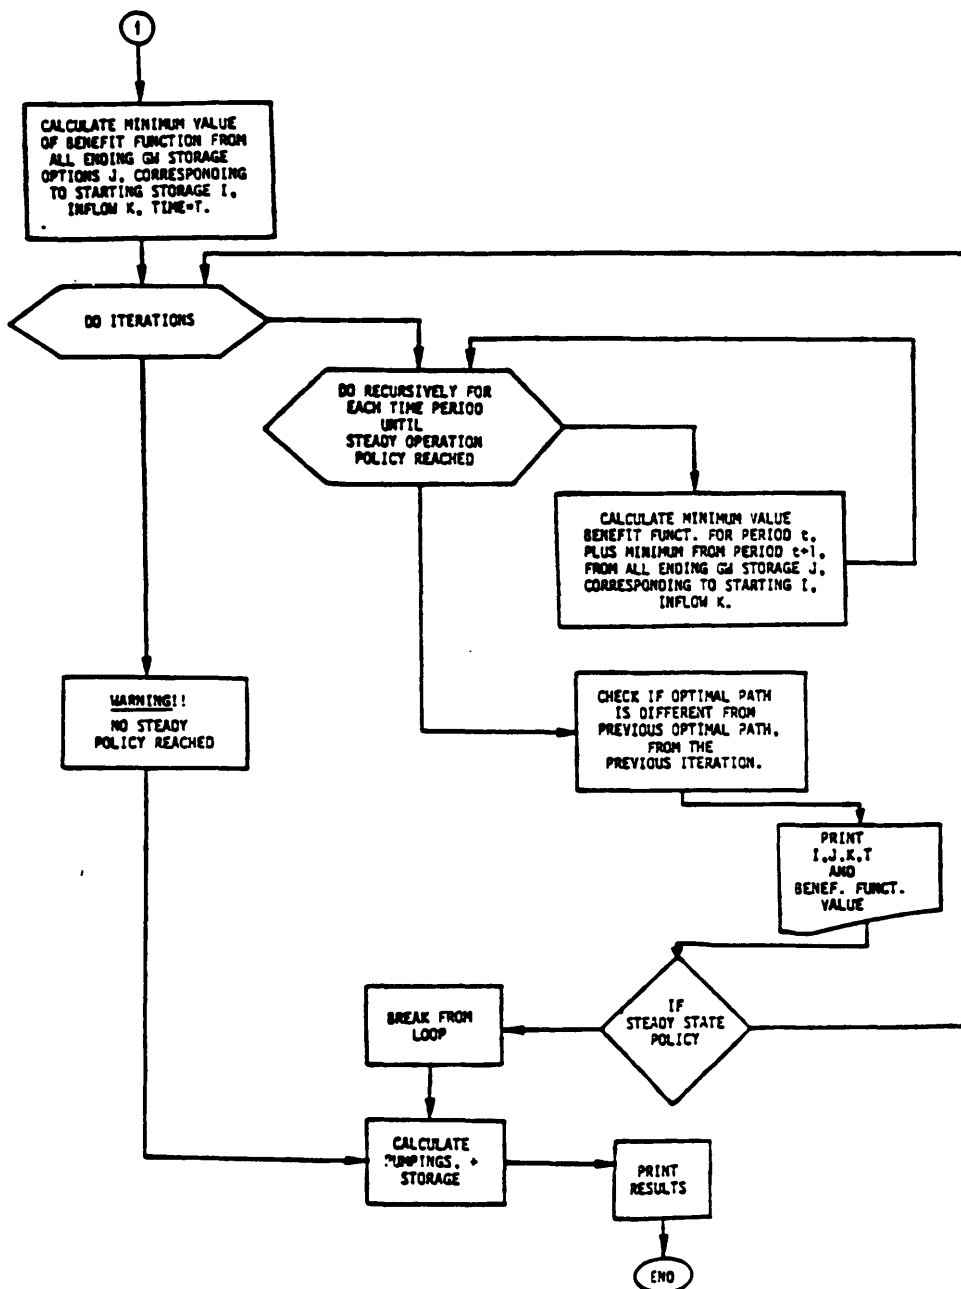 1
CALCULATE MINIMUM VALUE
OF BENEFIT FUNCTION FROM
ALL ENDING GW STORAGE
OPTIONS J, CORRESPONDING
TO STARTING STORAGE I,
INFLOW K, TIME=T.
DO ITERATIONS
DO RECURSIVELY FOR
EACH TIME PERIOD
UNTIL
STEADY OPERATION
POLICY REACHED
CALCULATE MINIMUM VALUE
BENEFIT FUNCT. FOR PERIOD t,
PLUS MINIMUM FROM PERIOD t+1,
FROM ALL ENDING GW STORAGE J,
CORRESPONDING TO STARTING I,
INFLOW K.
WARNING!!
NO STEADY
POLICY REACHED
CHECK IF OPTIMAL PATH
IS DIFFERENT FROM
PREVIOUS OPTIMAL PATH,
FROM THE
PREVIOUS ITERATION.
PRINT
I,J,K,T
AND
BENEF. FUNCT.
VALUE
IF
STEADY STATE
POLICY
BREAK FROM
LOOP
CALCULATE
PUMPINGS, +
STORAGE
PRINT
RESULTS
END